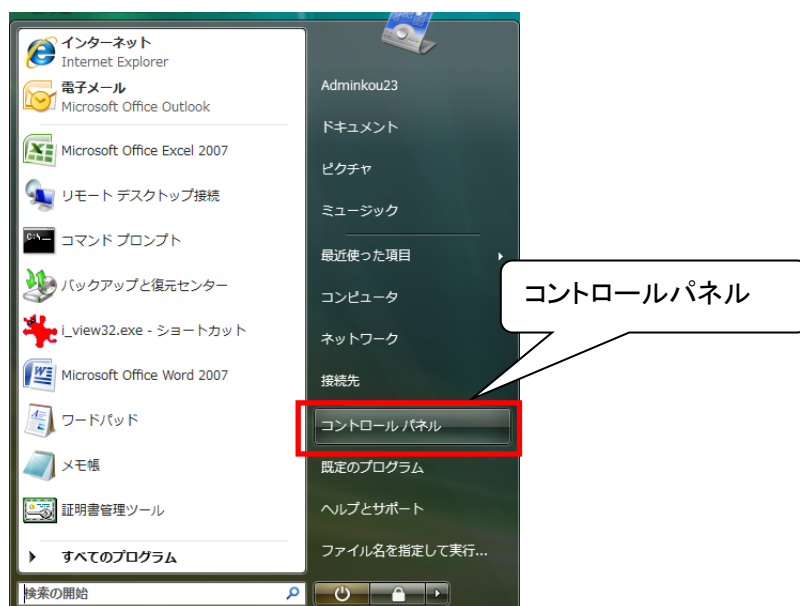 インターネット
Internet Explorer
電子メール
Microsoft Office Outlook
Microsoft Office Excel 2007
リモート デスクトップ接続
コマンド プロンプト
バックアップと復元センター
i_view32.exe - ショートカット
Microsoft Office Word 2007
ワードパッド
メモ帳
証明書管理ツール
すべてのプログラム
検索の開始
Adminkou23
ドキュメント
ピクチャ
ミュージック
最近使った項目
コンピュータ
ネットワーク
接続先
コントロール パネル
既定のプログラム
ヘルプとサポート
ファイル名を指定して実行...
コントロールパネル